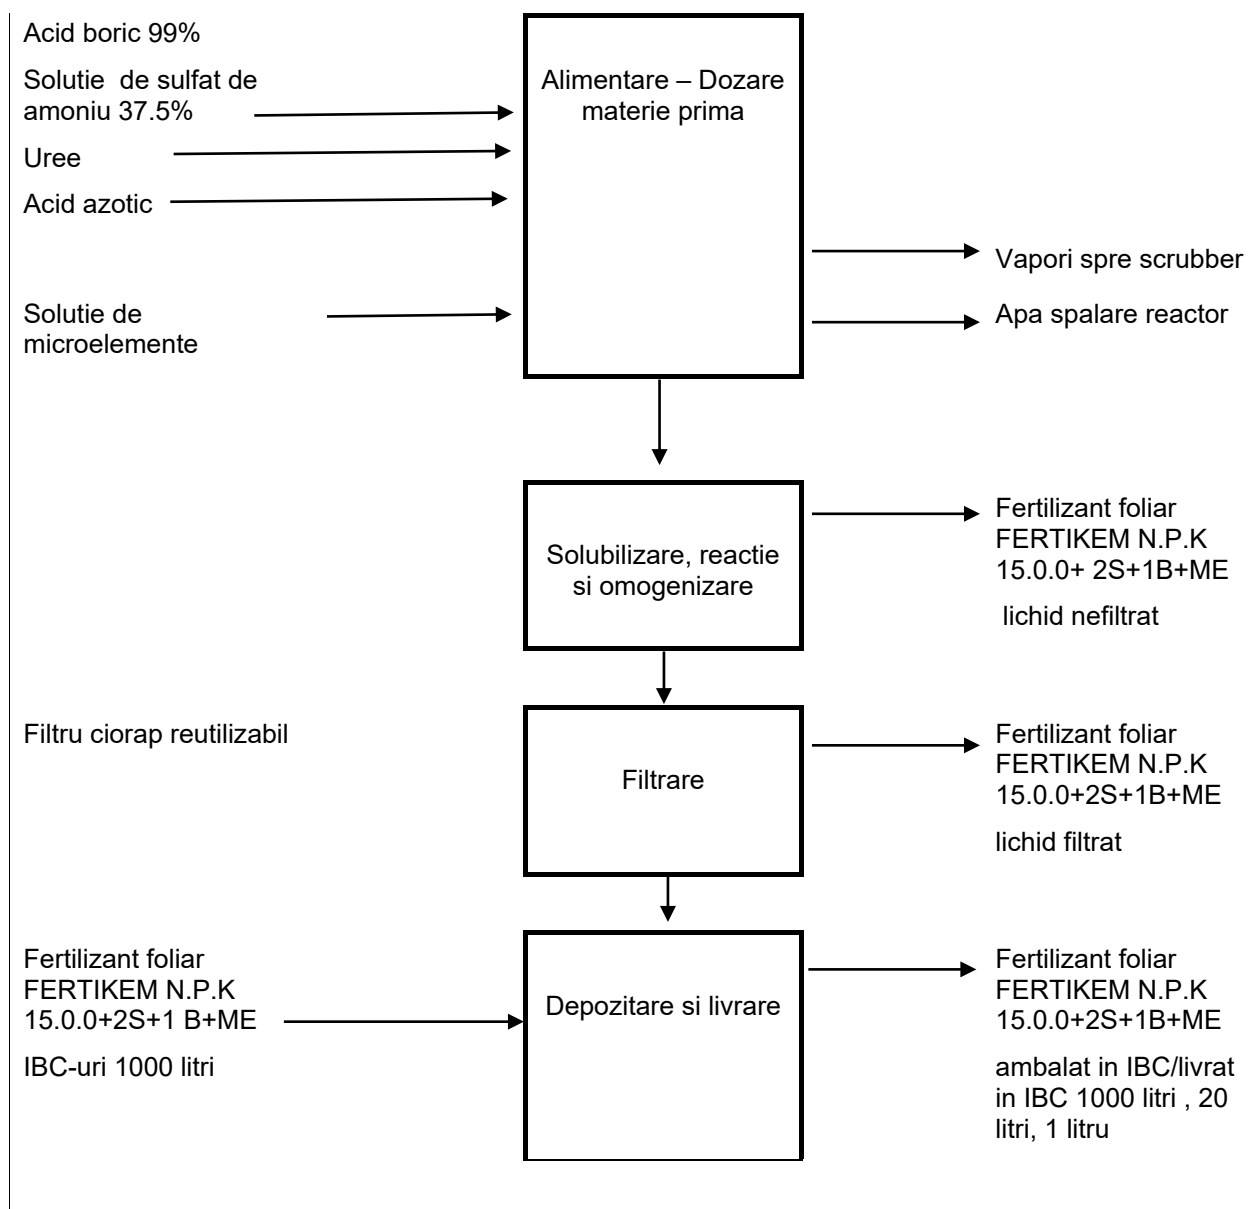 Acid boric 99%
Solutie  de sulfat de
amoniu 37.5%
Uree
Acid azotic
Solutie de
microelemente
Alimentare – Dozare
materie prima
Vapori spre scrubber
Apa spalare reactor
Solubilizare, reactie
si omogenizare
Fertilizant foliar
FERTIKEM N.P.K
15.0.0+ 2S+1B+ME
lichid nefiltrat
Filtru ciorap reutilizabil
Filtrare
Fertilizant foliar
FERTIKEM N.P.K
15.0.0+2S+1B+ME
lichid filtrat
Fertilizant foliar
FERTIKEM N.P.K
15.0.0+2S+1 B+ME
IBC-uri 1000 litri
Depozitare si livrare
Fertilizant foliar
FERTIKEM N.P.K
15.0.0+2S+1B+ME
ambalat in IBC/livrat
in IBC 1000 litri , 20
litri, 1 litru